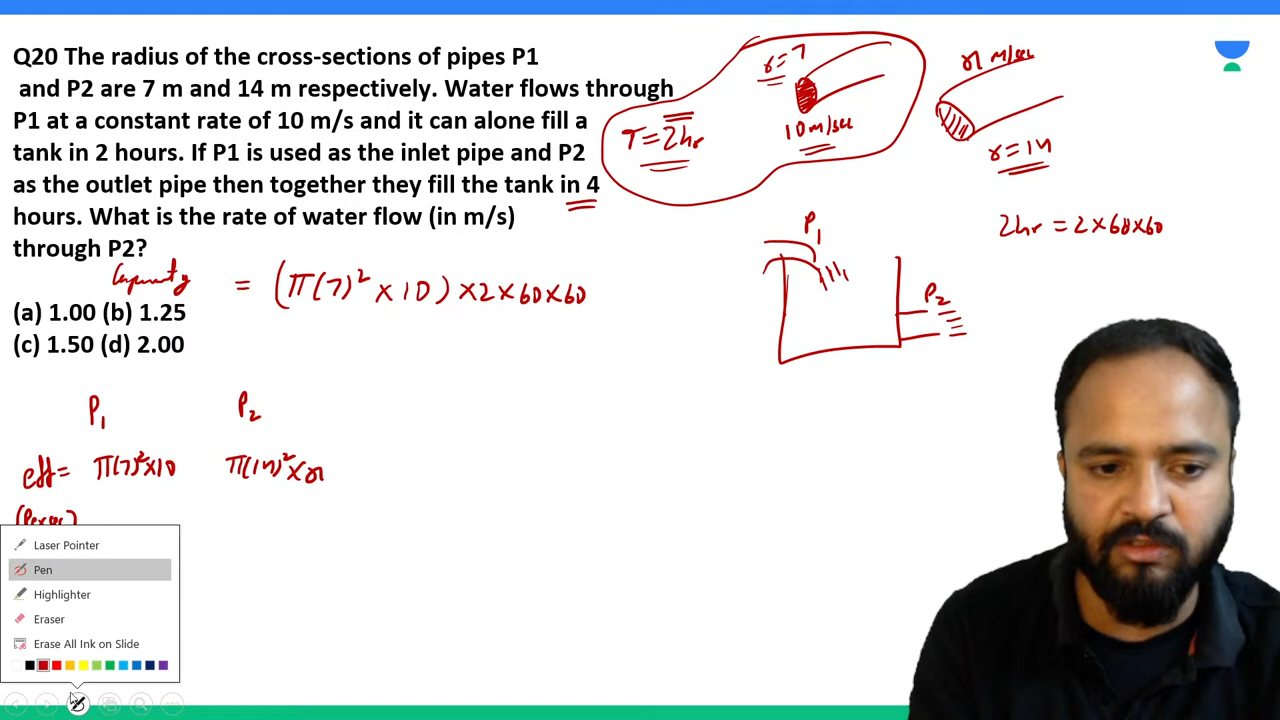 Q20 The radius of the cross-sections of pipes P1
and P2 are 7 m and 14 m respectively. Water flows through
P1 at a constant rate of 10 m/s and it can alone fill a
tank in 2 hours. If P1 is used as the inlet pipe and P2
as the outlet pipe then together they fill the tank in 4
hours. What is the rate of water flow (in m/s)
through P2?
(a) 1.00 (b) 1.25
(c) 1.50 (d) 2.00
r=7
10m/sec
T=2hr
m/sec
r=14
2hr = 2×60×60
P1
P2
Capacity = (π(7)²×10)×2×60×60
P1 P2
eff= π(7)²×10 π(14)²×
(Per sec)
Laser Pointer
Pen
Highlighter
Eraser
Erase All Ink on Slide